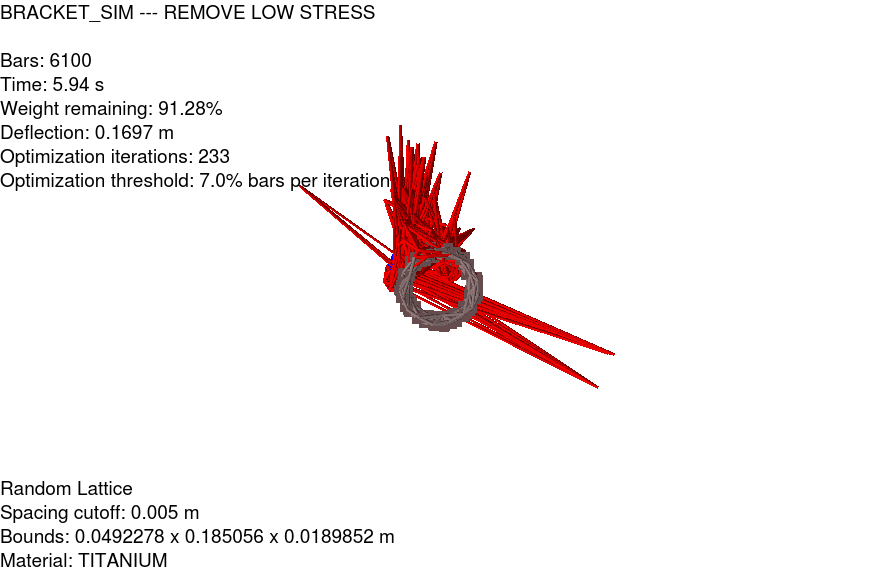 BRACKET_SIM --- REMOVE LOW STRESS
Bars: 6100
Time: 5.94 s
Weight remaining: 91.28%
Deflection: 0.1697 m
Optimization iterations: 233
Optimization threshold: 7.0% bars per iteration
Random Lattice
Spacing cutoff: 0.005 m
Bounds: 0.0492278 x 0.185056 x 0.0189852 m
Material: TITANIUM